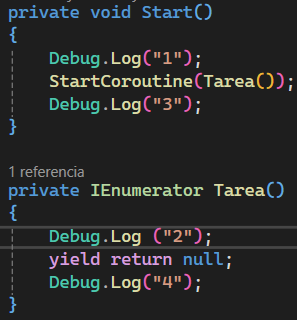 private void Start()
{
Debug.Log("1");
StartCoroutine(Tarea());
Debug.Log("3");
}
1 referencia
private IEnumerator Tarea()
{
Debug.Log ("2");
yield return null;
Debug.Log("4");
}